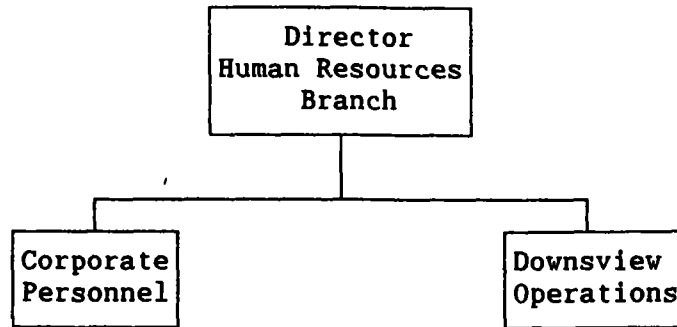 Director
Human Resources
Branch
Corporate
Personnel
Downsview
Operations